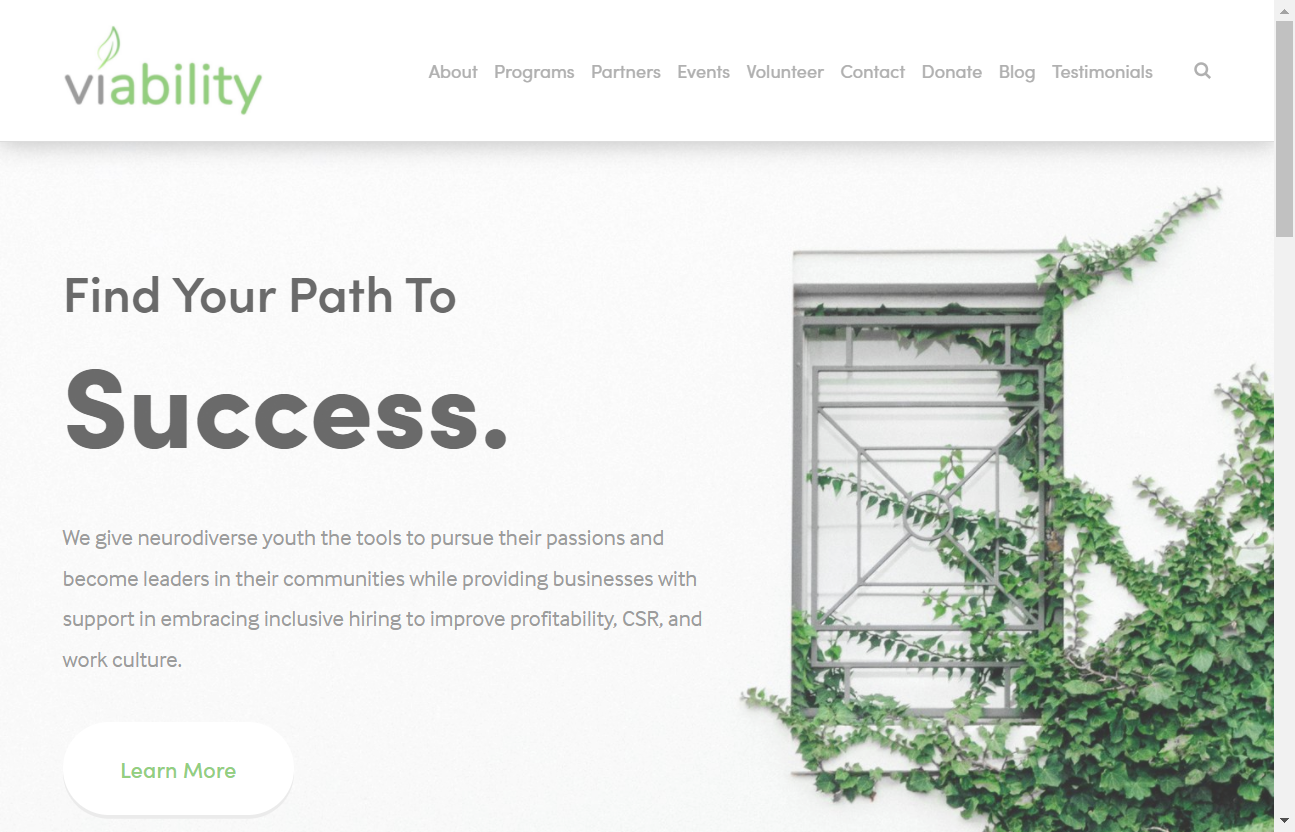 viability
About Programs Partners Events Volunteer Contact Donate Blog Testimonials
Find Your Path To
Success.
We give neurodiverse youth the tools to pursue their passions and
become leaders in their communities while providing businesses with
support in embracing inclusive hiring to improve profitability, CSR, and
work culture.
Learn More